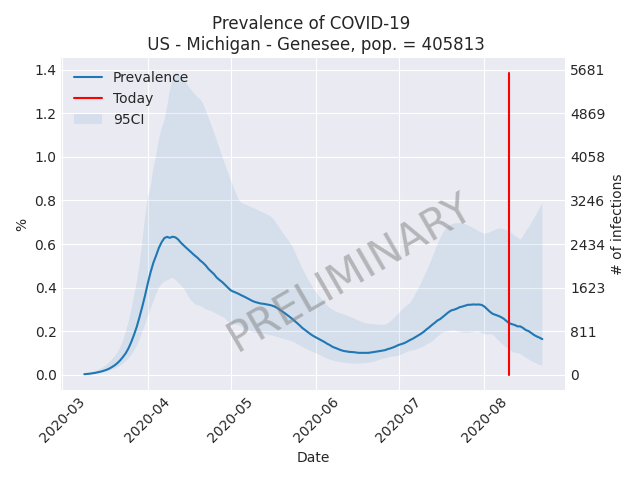 Prevalence of COVID-19
US - Michigan - Genesee, pop. = 405813
Prevalence
Today
95CI
PRELIMINARY
%
1.4
1.2
1.0
0.8
0.6
0.4
0.2
0.0
5681
4869
4058
3246
2434
1623
811
0
# of infections
2020-03
2020-04
2020-05
2020-06
2020-07
2020-08
Date